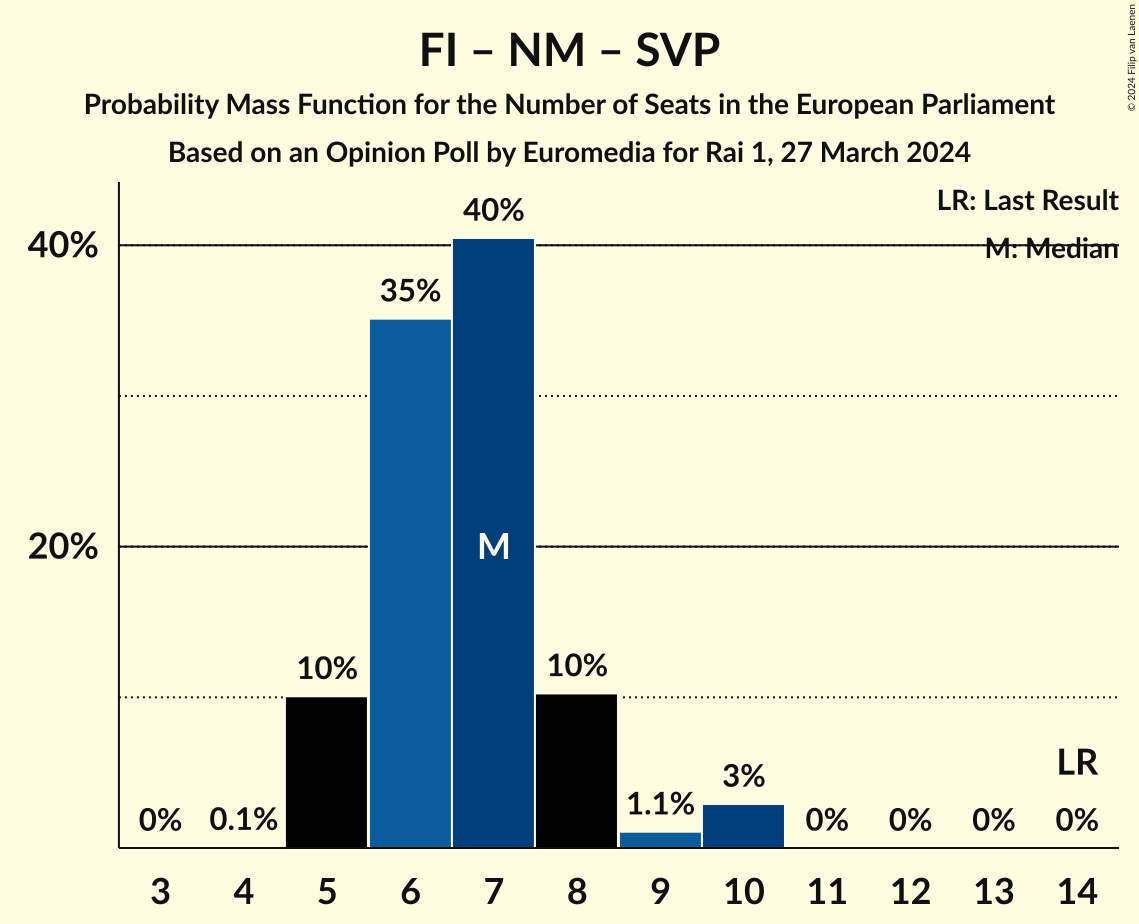 FI – NM – SVP
Probability Mass Function for the Number of Seats in the European Parliament
Based on an Opinion Poll by Euromedia for Rai 1, 27 March 2024
© 2024 Filip van Laenen
LR: Last Result
M: Median
40%
20%
0%
0.1%
10%
35%
40%
M
10%
1.1%
3%
0%
0%
0%
LR
0%
3 4 5 6 7 8 9 10 11 12 13 14